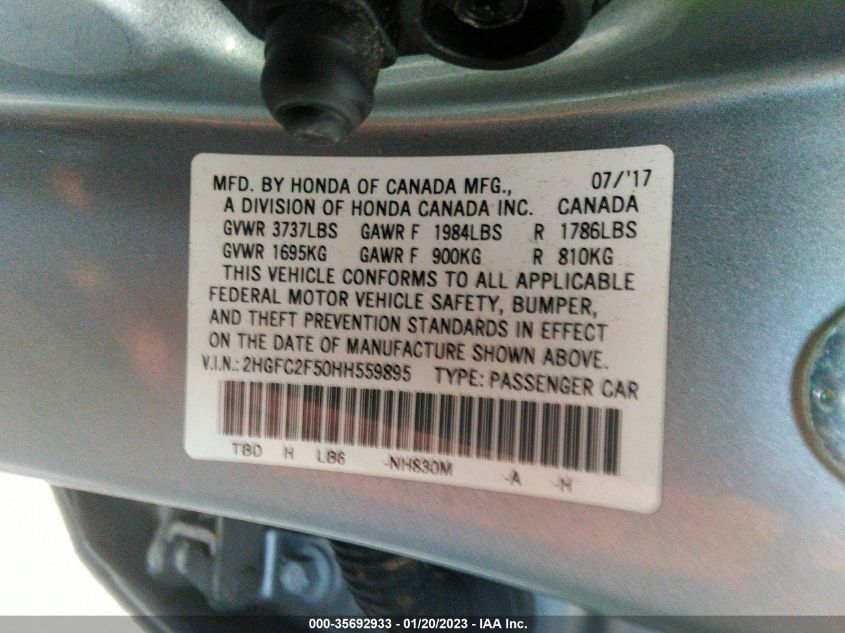 MFD. BY HONDA OF CANADA MFG., 07/'17
A DIVISION OF HONDA CANADA INC. CANADA
GVWR 3737LBS GAWR F 1984LBS R 1786LBS
GVWR 1695KG GAWR F 900KG R 810KG
THIS VEHICLE CONFORMS TO ALL APPLICABLE
FEDERAL MOTOR VEHICLE SAFETY, BUMPER,
AND THEFT PREVENTION STANDARDS IN EFFECT
ON THE DATE OF MANUFACTURE SHOWN ABOVE.
V.I.N.: 2HGFC2F50HH559895 TYPE: PASSENGER CAR
TBD H LB6 -NH830M -A -H
000-35692933 - 01/20/2023 - IAA Inc.